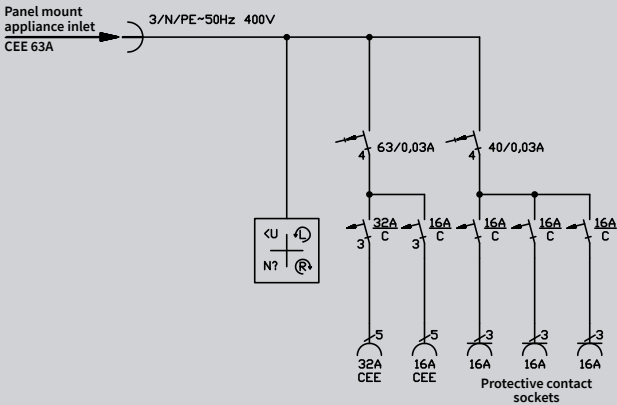 Panel mount
appliance inlet
CEE 63A
3/N/PE~50Hz 400V
4 63/0,03A
4 40/0,03A
<U L
N? R
3 32A C
3 16A C
16A C
16A C
16A C
5 5 3 3 3
32A CEE
16A CEE
16A 16A 16A
Protective contact
sockets